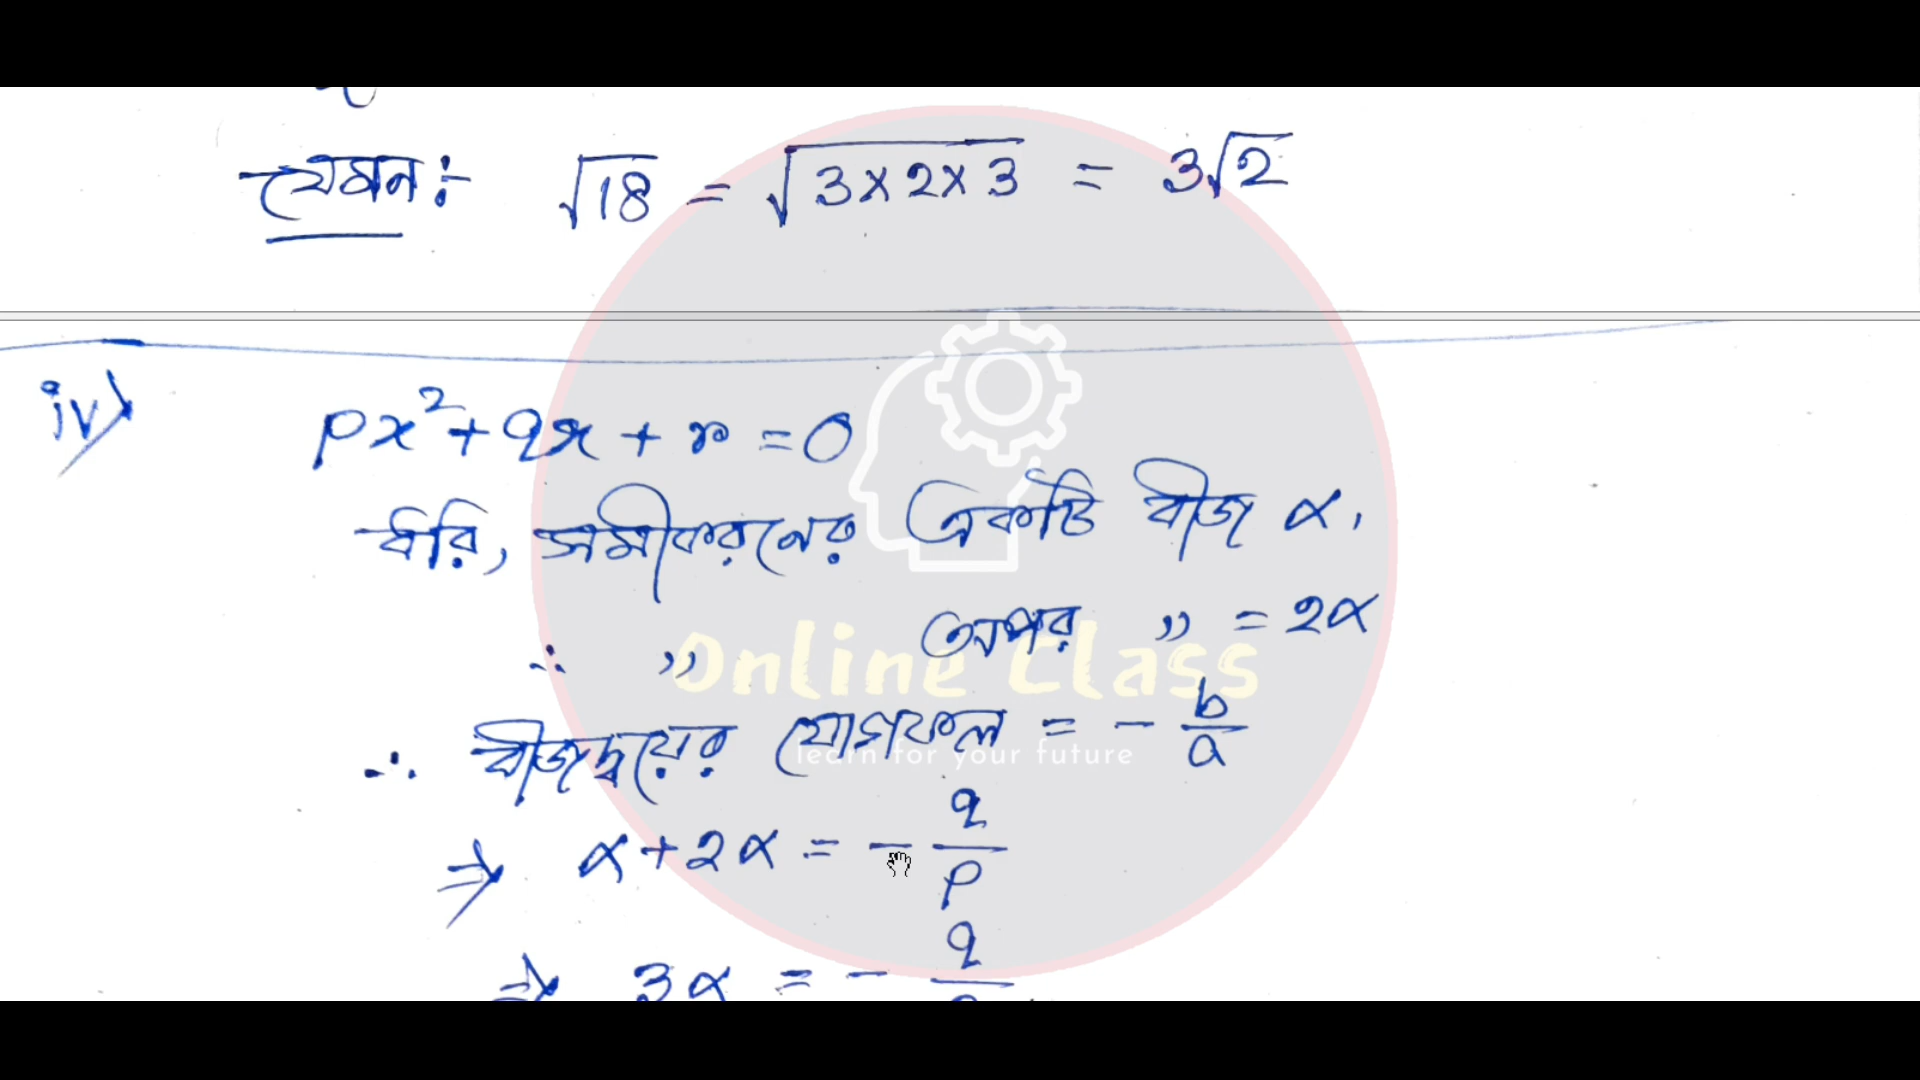 যেমন:- √18 = √3×2×3 = 3√2
iv) px²+qx+r=0
ধরি, সমীকরনের একটি বীজ α,
∴ ” অপর ” = 2α
Online Class
∴ বীজদ্বয়ের যোগফল = - b/a
learn for your future
⇒ α+2α = - q/p
⇒ 3α = - q